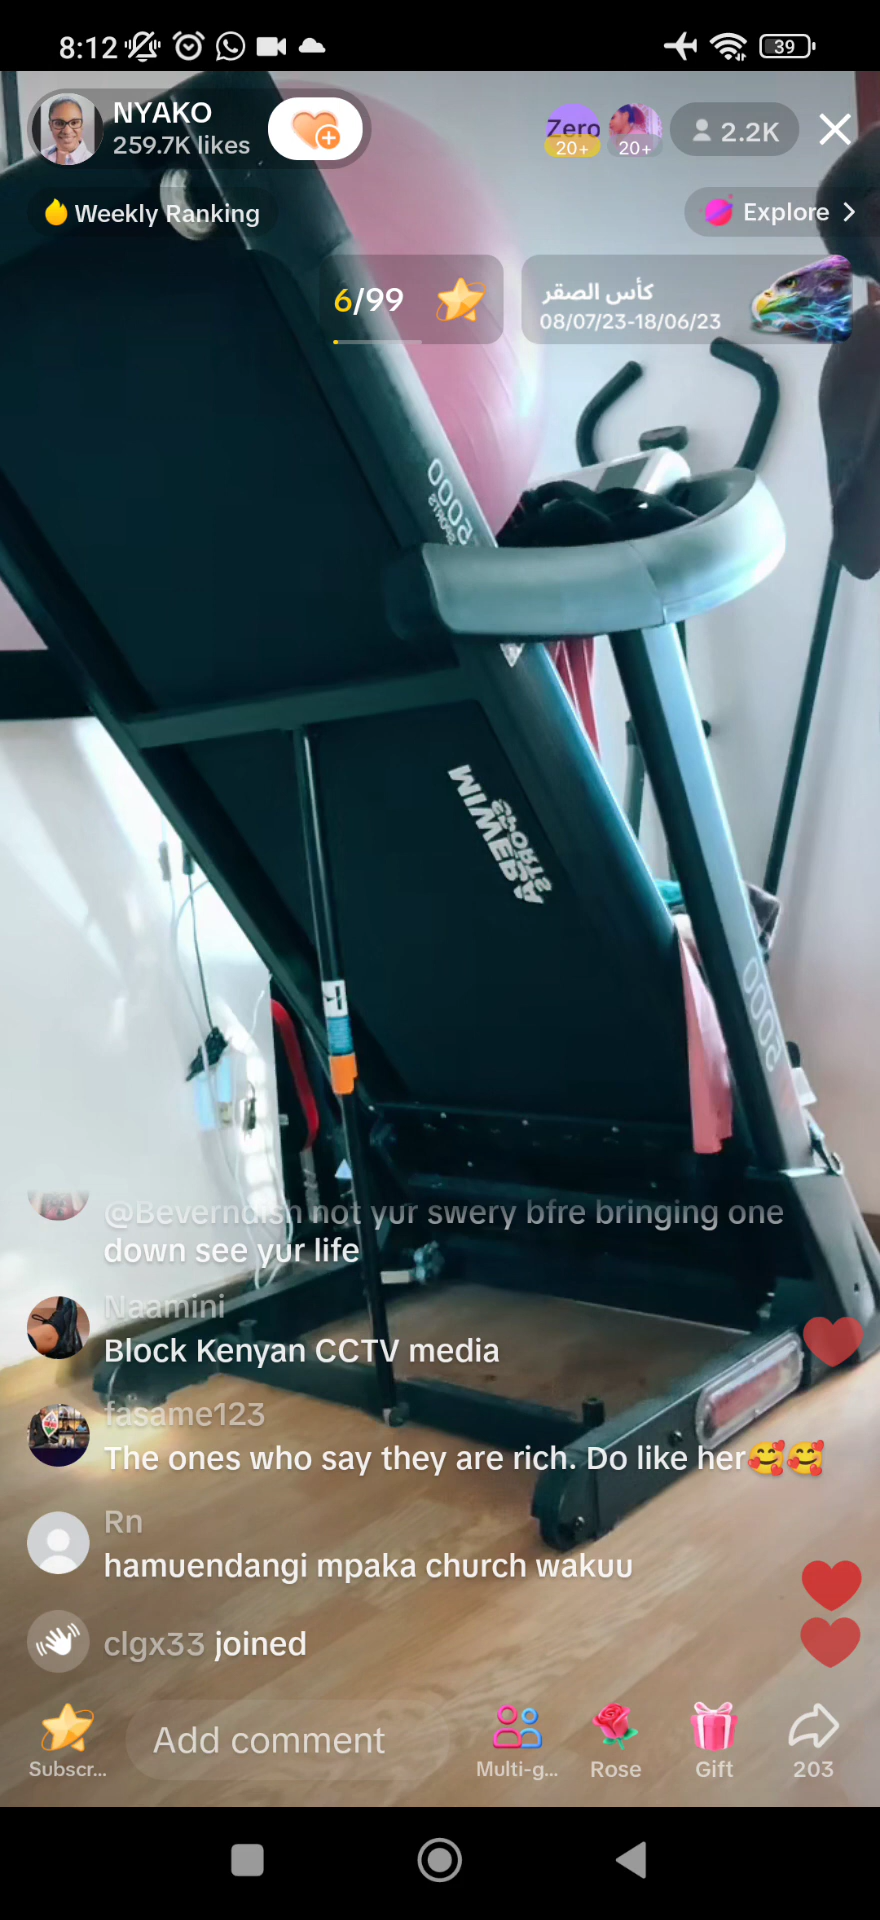 8:12
39
NYAKO
259.7K likes
Zero
20+
20+
2.2K
Weekly Ranking
Explore
6/99
كأس الصقر
08/07/23-18/06/23
5000
SPORTS
AREWIM
SPORTS
5000
@Beverndish not yur swery bfre bringing one
down see yur life
Naamini
Block Kenyan CCTV media
fasame123
The ones who say they are rich. Do like her🥰🥰
Rn
hamuendangi mpaka church wakuu
clgx33 joined
Subscr...
Add comment
Multi-g...
Rose
Gift
203